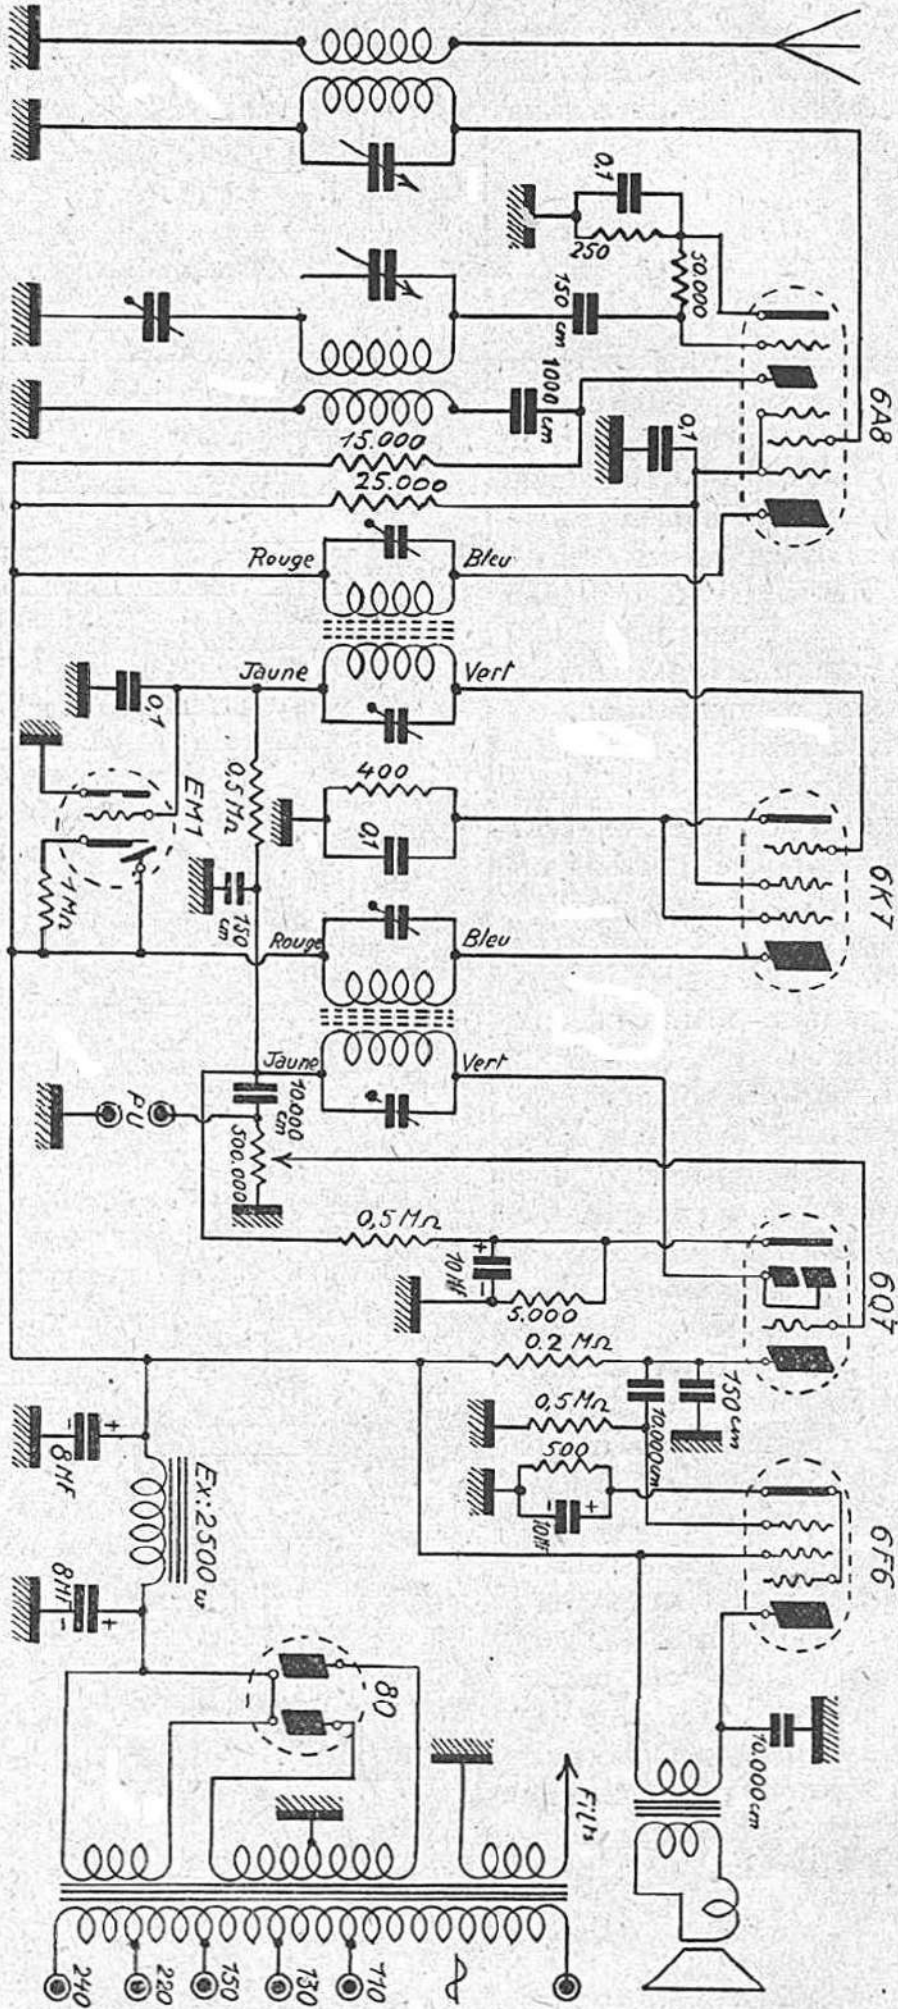 0,1
250
50.000
150 cm
1000 cm
6A8
0,1
15.000
25.000
Rouge
Bleu
Jaune
Vert
0,1
0,5 MΩ
EM1
1 MΩ
150 cm
400
0,1
6K7
Rouge
Bleu
Jaune
Vert
PU
10.000 cm
500.000
0,5 MΩ
+
10 MF
-
5.000
6Q7
0.2 MΩ
150 cm
0,5 MΩ
10.000 cm
500
+
10 MF
-
6F6
+
8 MF
-
Ex: 2500 ω
+
8 MF
-
80
10.000 cm
Filts
240
220
150
130
110